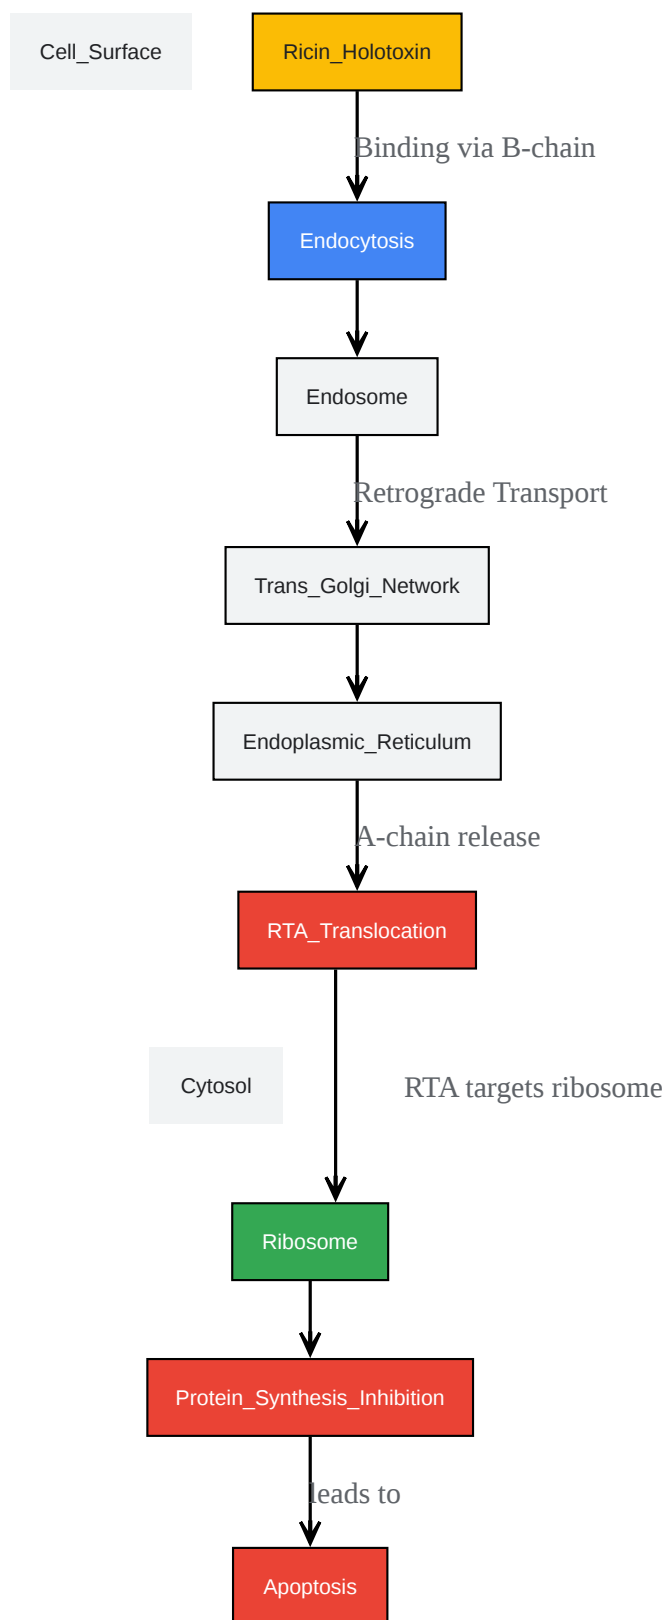 Cell_Surface
Ricin_Holotoxin
Binding via B-chain
Endocytosis
Endosome
Retrograde Transport
Trans_Golgi_Network
Endoplasmic_Reticulum
A-chain release
RTA_Translocation
Cytosol
RTA targets ribosome
Ribosome
Protein_Synthesis_Inhibition
leads to
Apoptosis